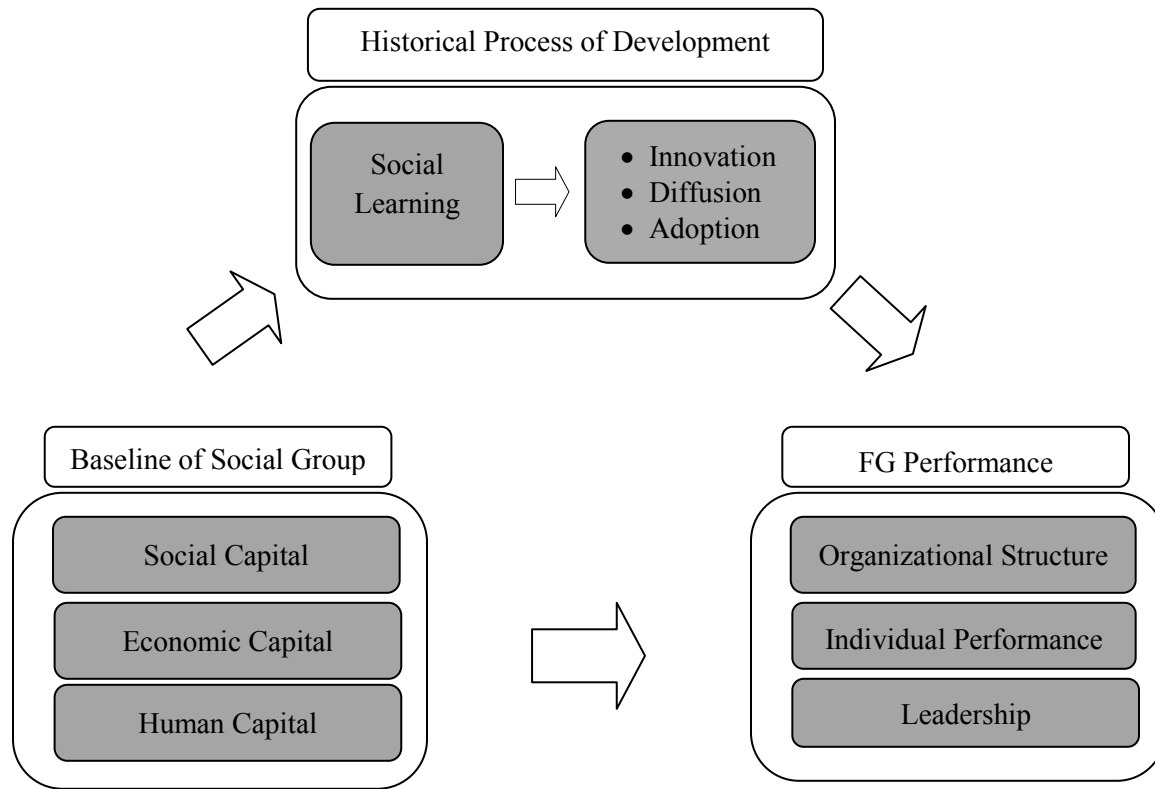 Historical Process of Development
Social
Learning
• Innovation
• Diffusion
• Adoption
Baseline of Social Group
Social Capital
Economic Capital
Human Capital
FG Performance
Organizational Structure
Individual Performance
Leadership